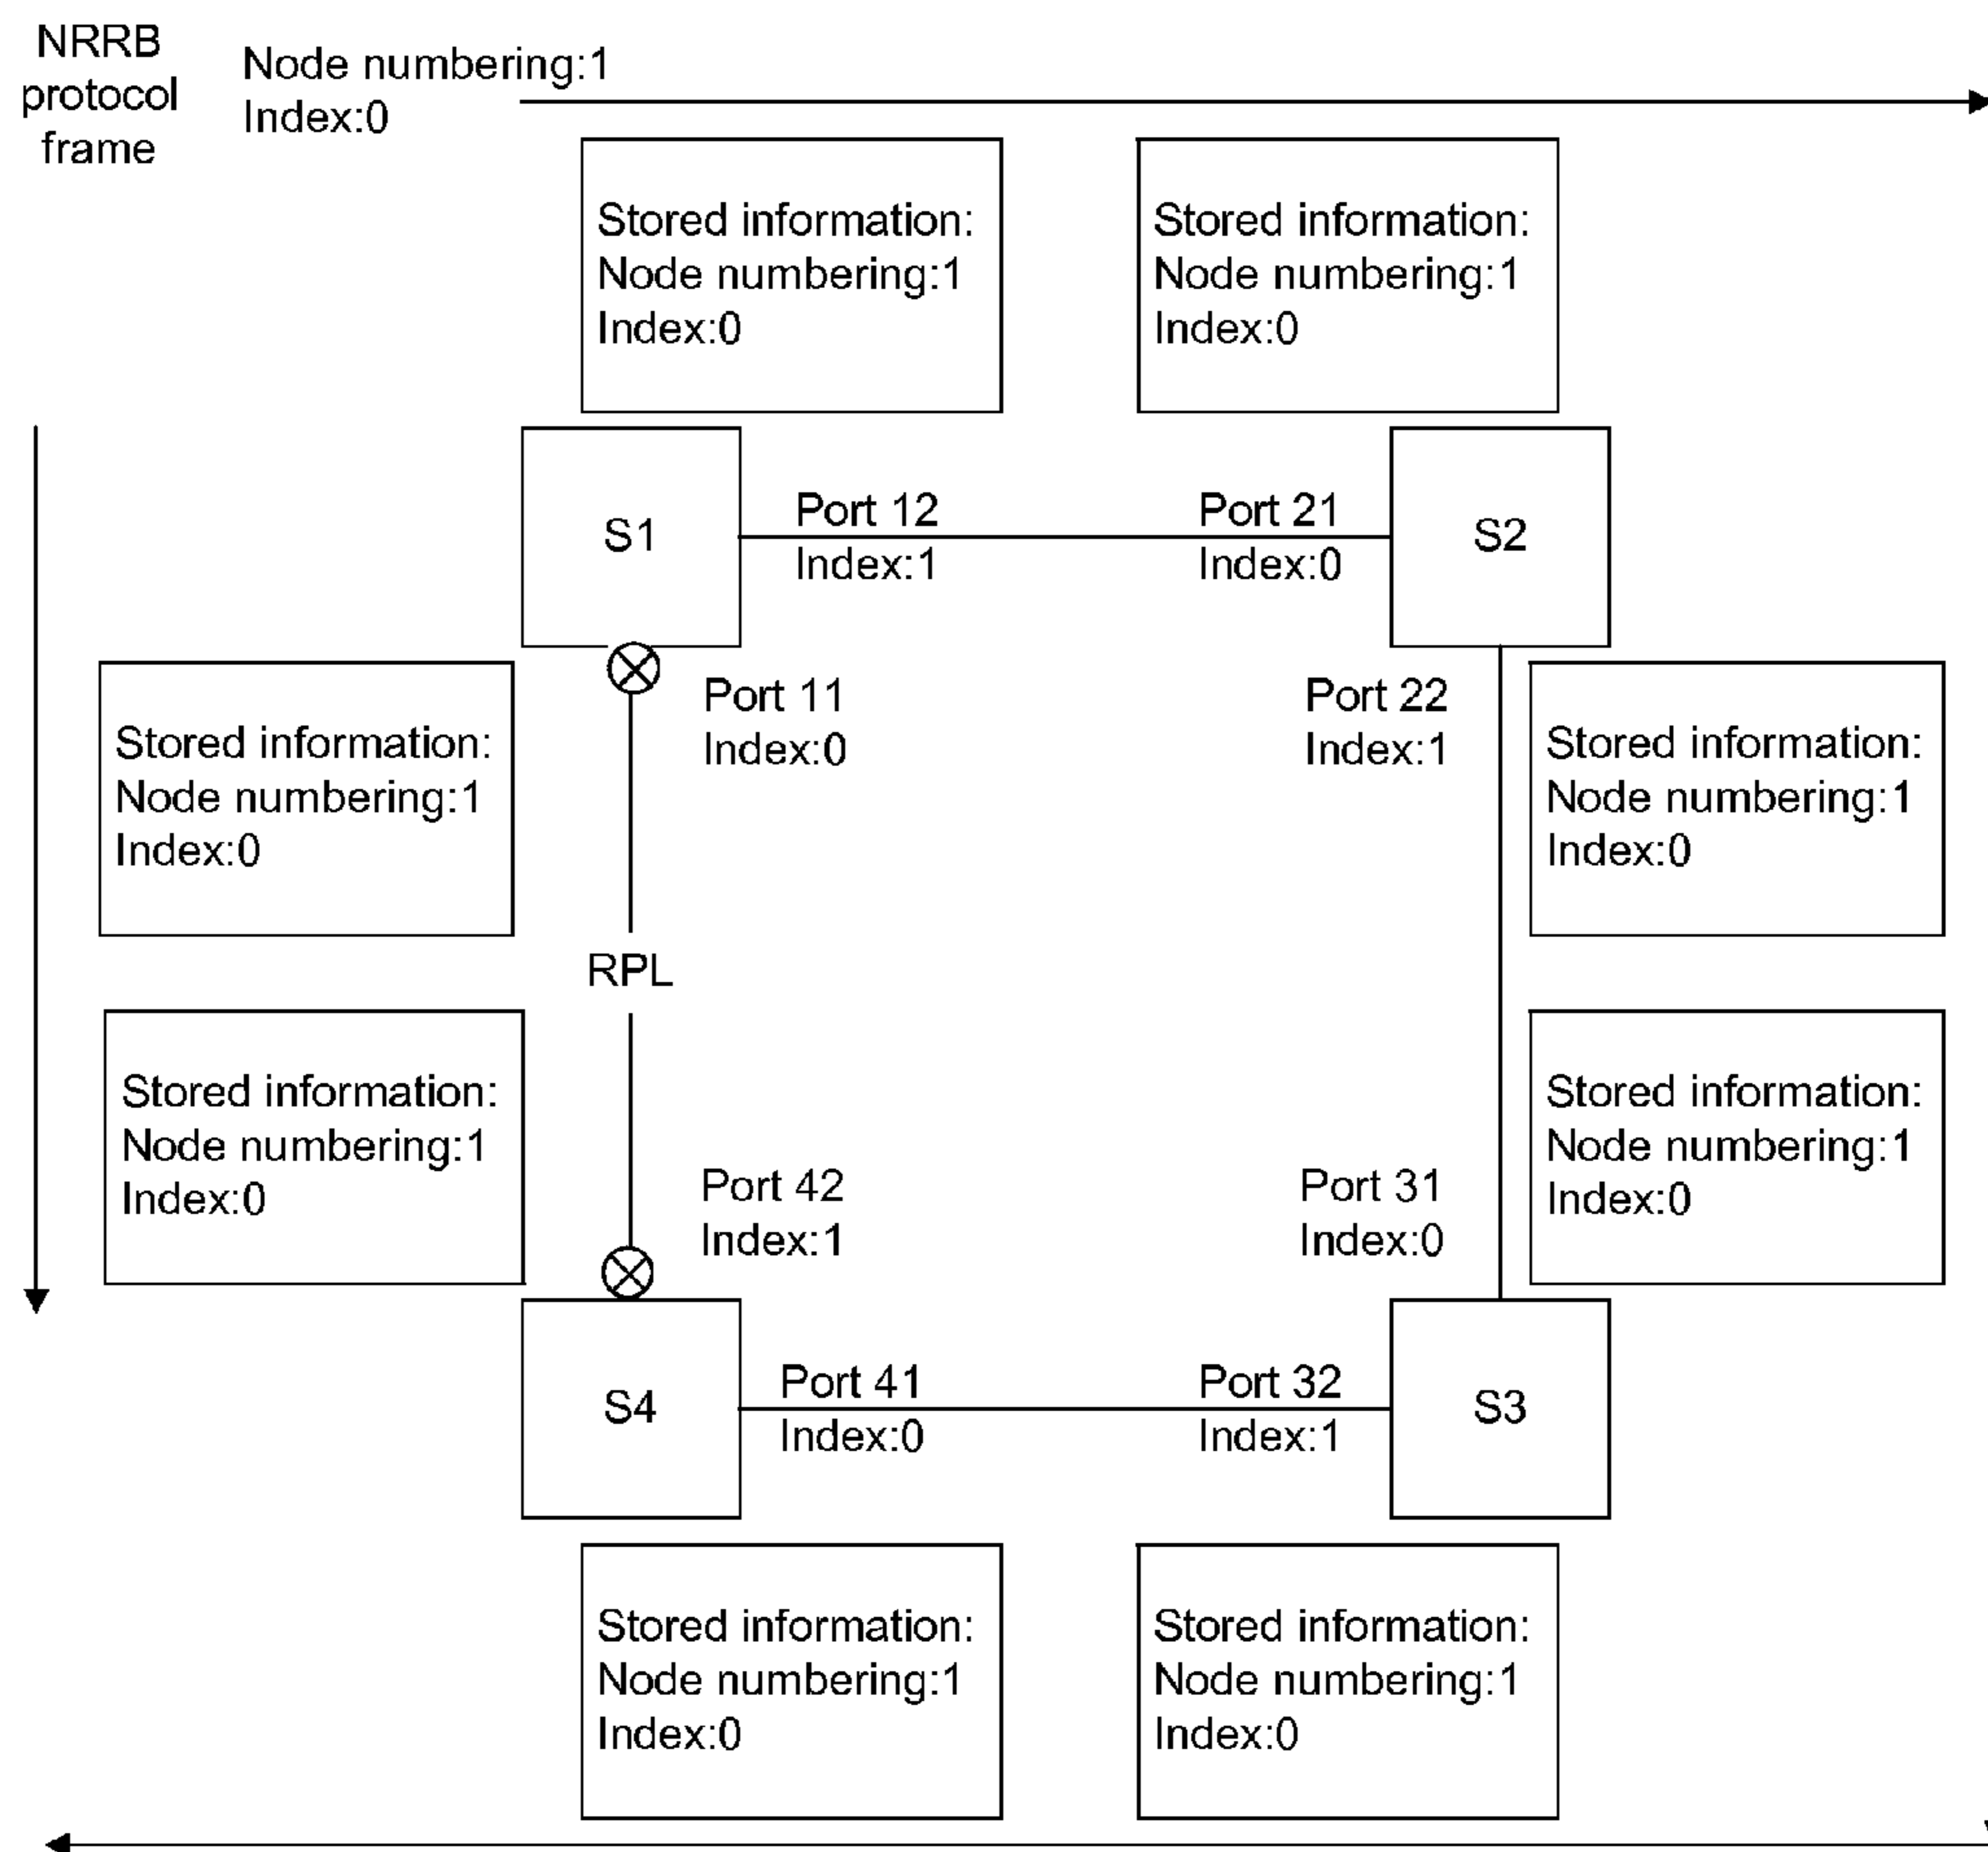 NRRB
protocol
frame
Node numbering:1
Index:0
Stored information:
Node numbering:1
Index:0
Stored information:
Node numbering:1
Index:0
S1
Port 12
Index:1
Port 21
Index:0
S2
Port 11
Index:0
Port 22
Index:1
Stored information:
Node numbering:1
Index:0
Stored information:
Node numbering:1
Index:0
RPL
Stored information:
Node numbering:1
Index:0
Stored information:
Node numbering:1
Index:0
Port 42
Index:1
Port 31
Index:0
S4
Port 41
Index:0
Port 32
Index:1
S3
Stored information:
Node numbering:1
Index:0
Stored information:
Node numbering:1
Index:0